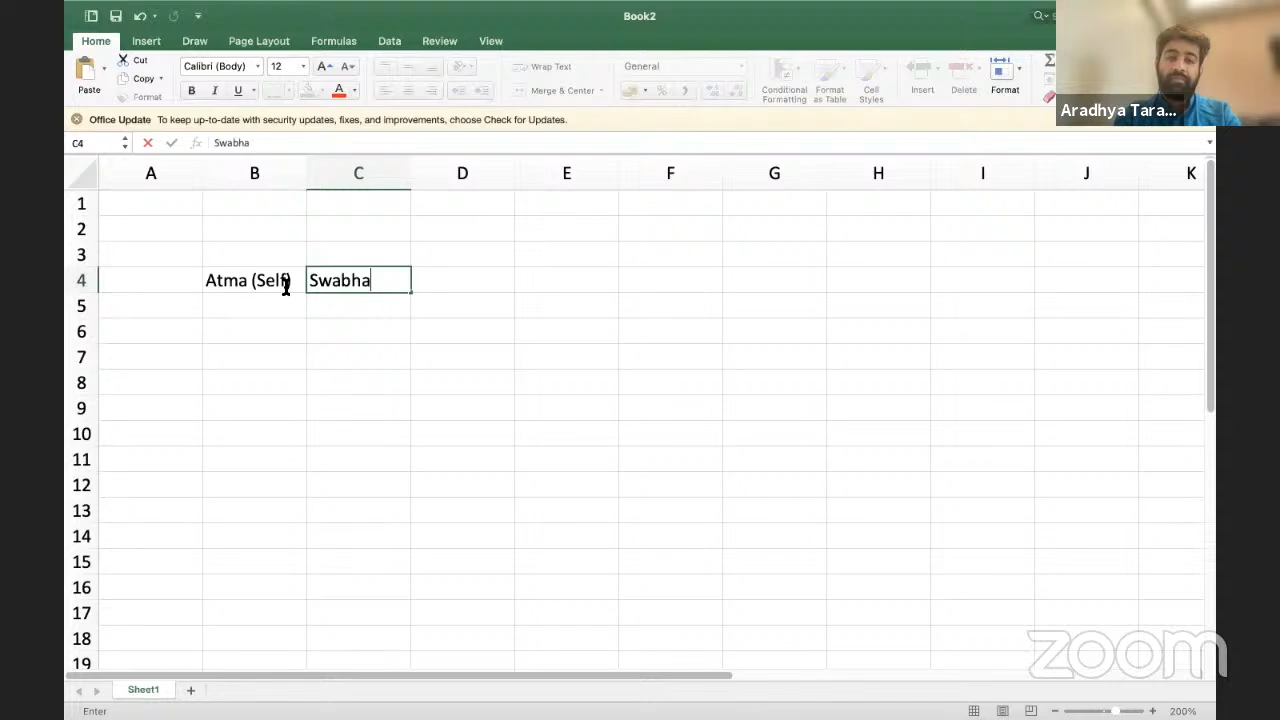 Book2
Home Insert Draw Page Layout Formulas Data Review View
Paste
Cut
Copy
Format
Calibri (Body) 12
Wrap Text
Merge & Center
General
Conditional Formatting
Format as Table
Cell Styles
Insert Delete Format
Aradhya Tara...
Office Update To keep up-to-date with security updates, fixes, and improvements, choose Check for Updates.
C4 fx Swabha
A B C D E F G H I J K
1
2
3
4 Atma (Self) Swabha
5
6
7
8
9
10
11
12
13
14
15
16
17
18
19
zoom
Sheet1
Enter 200%